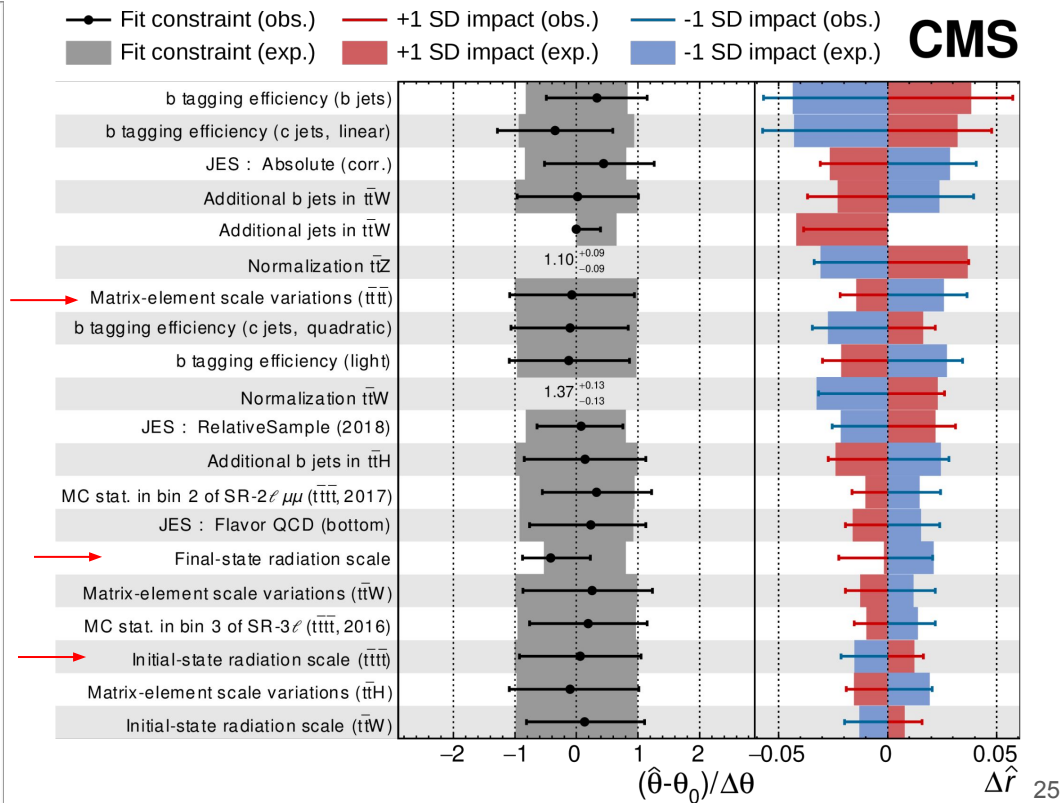 Fit constraint (obs.) +1 SD impact (obs.) -1 SD impact (obs.) CMS
Fit constraint (exp.) +1 SD impact (exp.) -1 SD impact (exp.)
b tagging efficiency (b jets)
b tagging efficiency (c jets, linear)
JES : Absolute (corr.)
Additional b jets in tt̄W
Additional jets in tt̄W
Normalization tt̄Z 1.10 +0.09 −0.09
Matrix-element scale variations (tt̄tt̄)
b tagging efficiency (c jets, quadratic)
b tagging efficiency (light)
Normalization tt̄W 1.37 +0.13 −0.13
JES : RelativeSample (2018)
Additional b jets in tt̄H
MC stat. in bin 2 of SR-2ℓ μμ (tt̄tt̄, 2017)
JES : Flavor QCD (bottom)
Final-state radiation scale
Matrix-element scale variations (tt̄W)
MC stat. in bin 3 of SR-3ℓ (tt̄tt̄, 2016)
Initial-state radiation scale (tt̄tt̄)
Matrix-element scale variations (tt̄H)
Initial-state radiation scale (tt̄W)
−2 −1 0 1 2 −0.05 0 0.05
(θ̂−θ₀)/Δθ Δr̂ 25